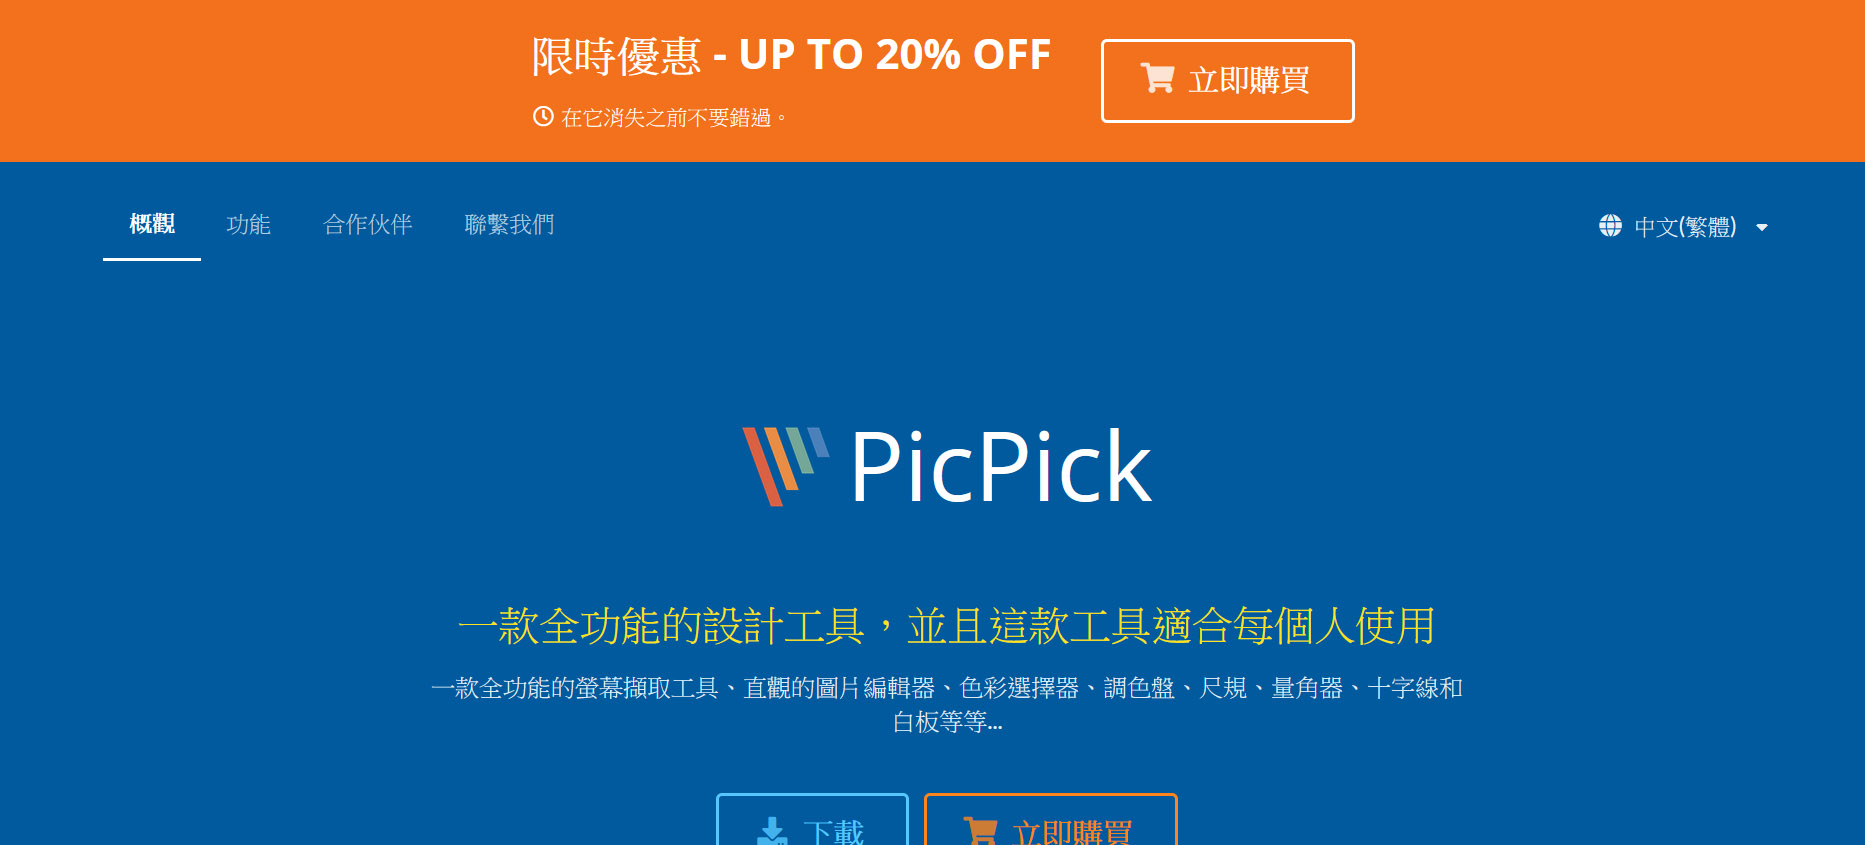 限時優惠 - UP TO 20% OFF
在它消失之前不要錯過。
立即購買
概觀
功能
合作伙伴
聯繫我們
中文(繁體)
PicPick
一款全功能的設計工具，並且這款工具適合每個人使用
一款全功能的螢幕擷取工具、直觀的圖片編輯器、色彩選擇器、調色盤、尺規、量角器、十字線和
白板等等...
下載
立即購買